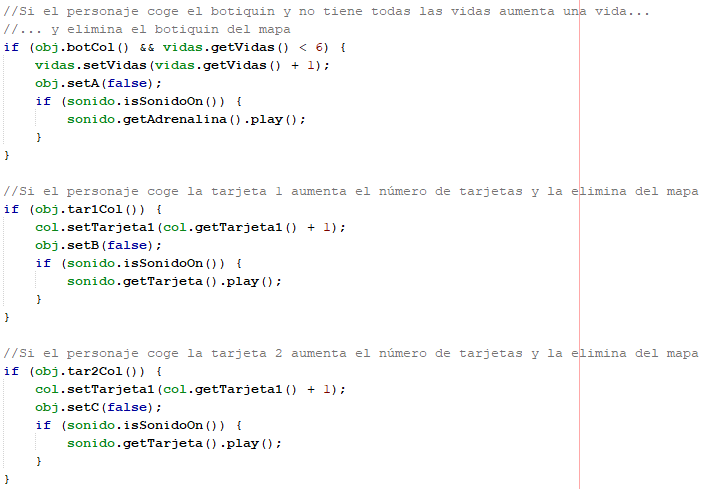 //Si el personaje coge el botiquin y no tiene todas las vidas aumenta una vida...
//... y elimina el botiquin del mapa
if (obj.botCol() && vidas.getVidas() < 6) {
    vidas.setVidas(vidas.getVidas() + 1);
    obj.setA(false);
    if (sonido.isSonidoOn()) {
        sonido.getAdrenalina().play();
    }
}

//Si el personaje coge la tarjeta 1 aumenta el número de tarjetas y la elimina del mapa
if (obj.tar1Col()) {
    col.setTarjeta1(col.getTarjeta1() + 1);
    obj.setB(false);
    if (sonido.isSonidoOn()) {
        sonido.getTarjeta().play();
    }
}

//Si el personaje coge la tarjeta 2 aumenta el número de tarjetas y la elimina del mapa
if (obj.tar2Col()) {
    col.setTarjeta1(col.getTarjeta1() + 1);
    obj.setC(false);
    if (sonido.isSonidoOn()) {
        sonido.getTarjeta().play();
    }
}